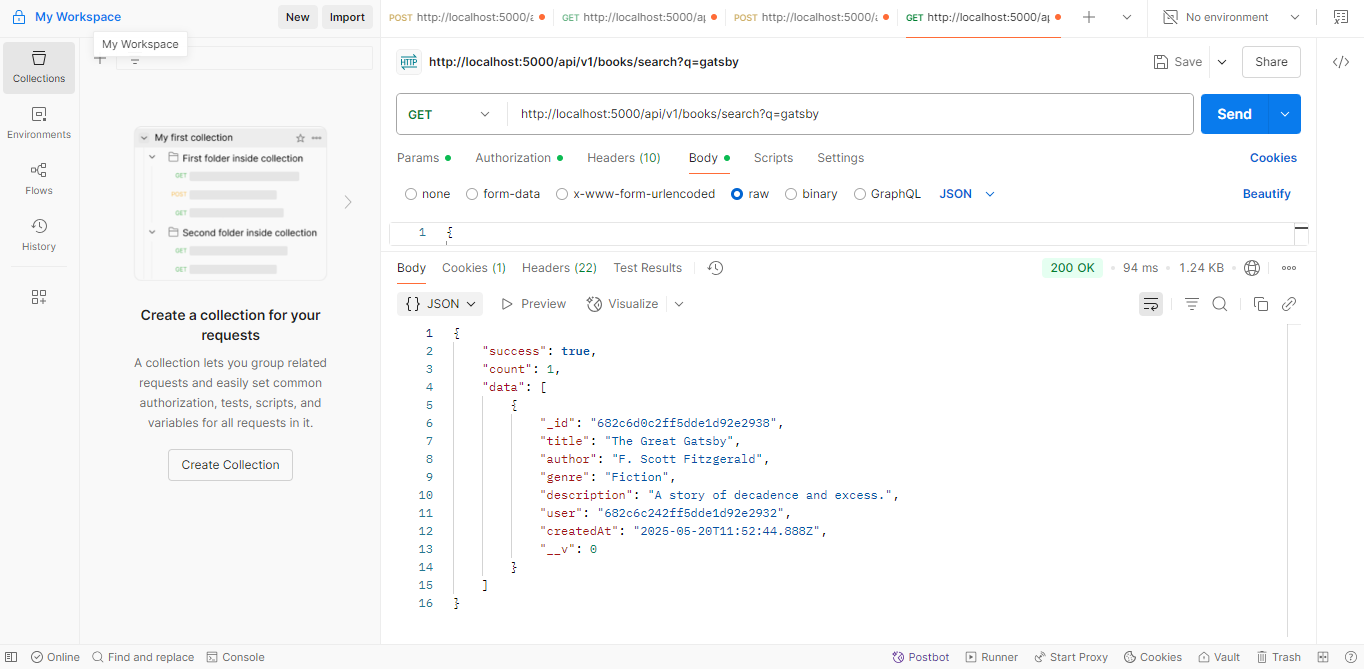 My Workspace
New Import
POST http://localhost:5000/a
GET http://localhost:5000/ap
POST http://localhost:5000/a
GET http://localhost:5000/ap
No environment
My Workspace
Collections
Environments
Flows
History
My first collection
First folder inside collection
GET
POST
GET
Second folder inside collection
GET
GET
Create a collection for your
requests
A collection lets you group related
requests and easily set common
authorization, tests, scripts, and
variables for all requests in it.
Create Collection
HTTP http://localhost:5000/api/v1/books/search?q=gatsby
Save Share
GET http://localhost:5000/api/v1/books/search?q=gatsby Send
Params Authorization Headers (10) Body Scripts Settings Cookies
none form-data x-www-form-urlencoded raw binary GraphQL JSON Beautify
1 {
Body Cookies (1) Headers (22) Test Results 200 OK 94 ms 1.24 KB
{} JSON Preview Visualize
1 {
2 "success": true,
3 "count": 1,
4 "data": [
5 {
6 "_id": "682c6d0c2ff5dde1d92e2938",
7 "title": "The Great Gatsby",
8 "author": "F. Scott Fitzgerald",
9 "genre": "Fiction",
10 "description": "A story of decadence and excess.",
11 "user": "682c6c242ff5dde1d92e2932",
12 "createdAt": "2025-05-20T11:52:44.888Z",
13 "__v": 0
14 }
15 ]
16 }
Online Find and replace Console Postbot Runner Start Proxy Cookies Vault Trash